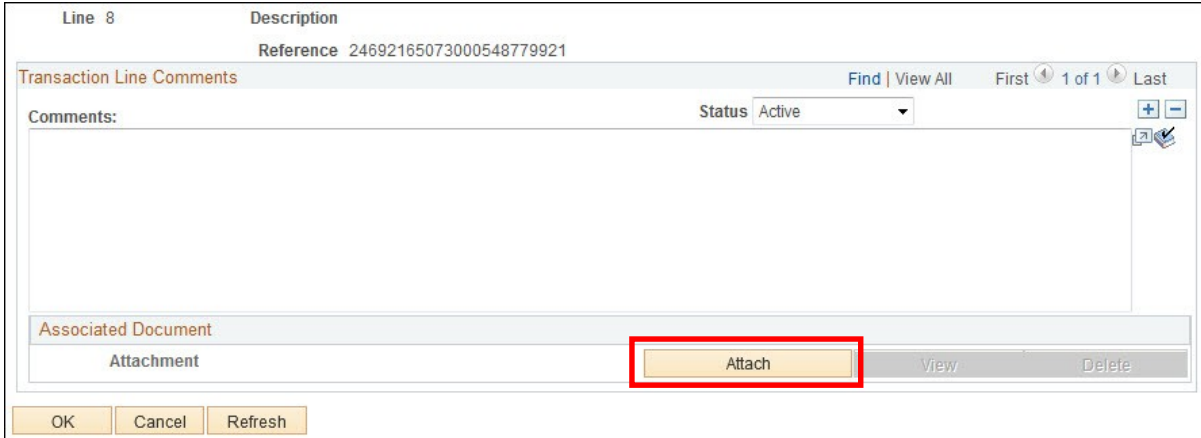 Line 8 Description
Reference 24692165073000548779921
Transaction Line Comments Find | View All First 1 of 1 Last
Comments: Status Active
Associated Document
Attachment Attach View Delete
OK Cancel Refresh